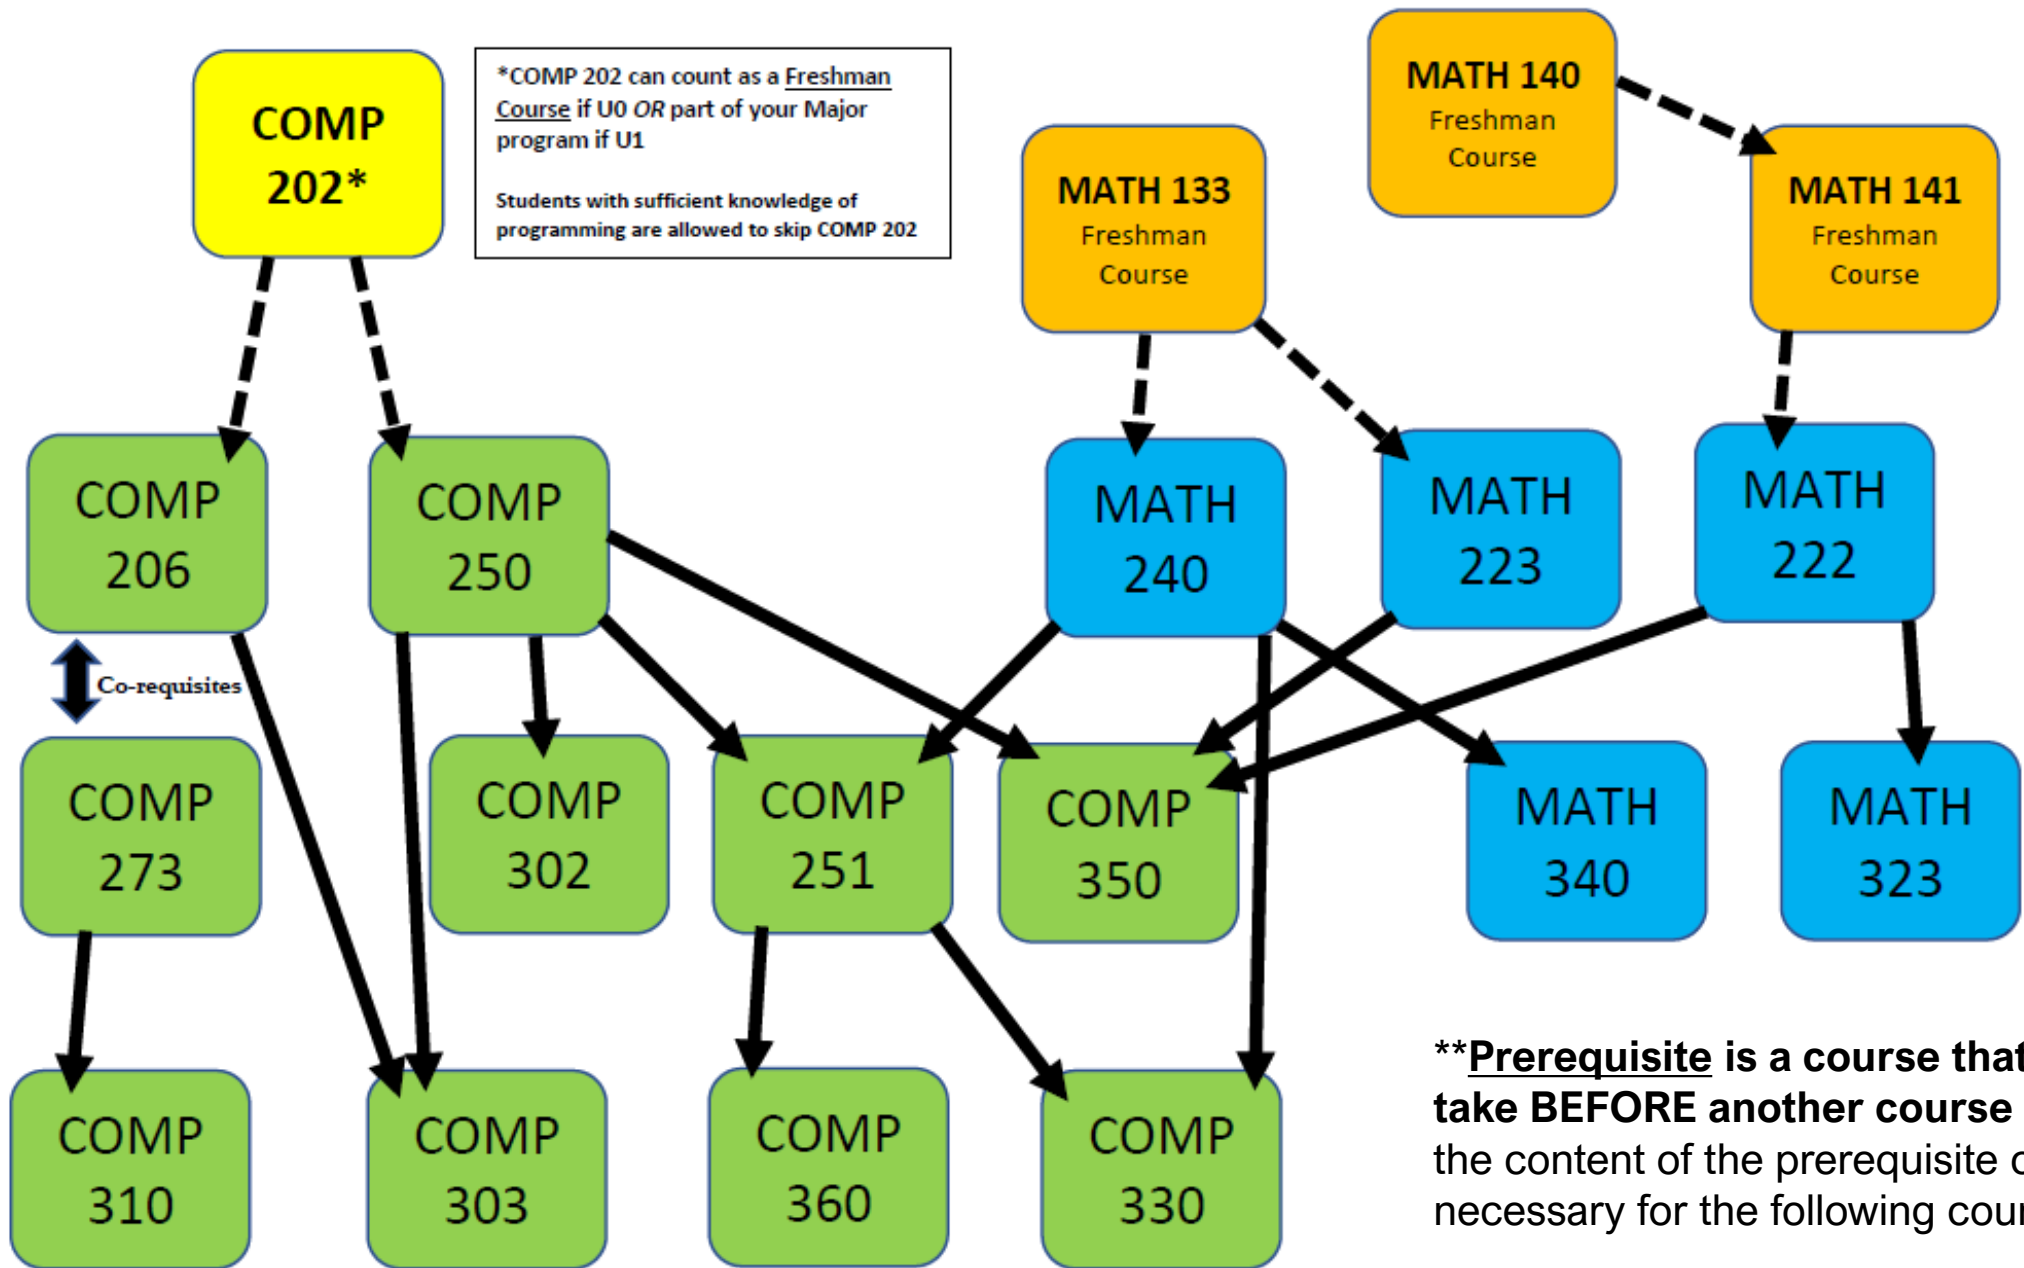 COMP
202*
*COMP 202 can count as a Freshman
Course if U0 OR part of your Major
program if U1
Students with sufficient knowledge of
programming are allowed to skip COMP 202
MATH 133
Freshman
Course
MATH 140
Freshman
Course
MATH 141
Freshman
Course
COMP
206
COMP
250
MATH
240
MATH
223
MATH
222
Co-requisites
COMP
273
COMP
302
COMP
251
COMP
350
MATH
340
MATH
323
COMP
310
COMP
303
COMP
360
COMP
330
**Prerequisite is a course that
take BEFORE another course
the content of the prerequisite
necessary for the following